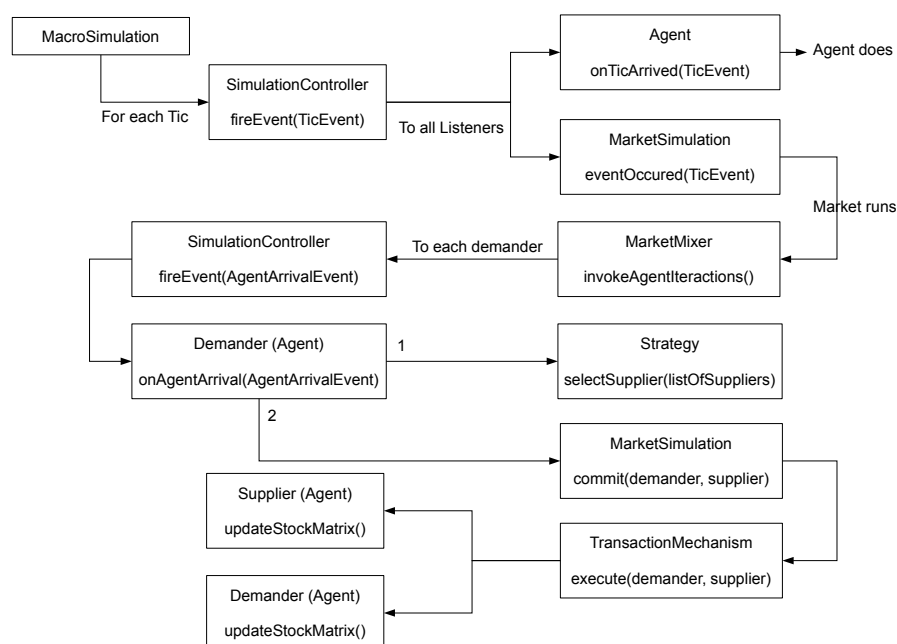 MacroSimulation
For each Tic
SimulationController
fireEvent(TicEvent)
To all Listeners
Agent
onTicArrived(TicEvent)
Agent does
MarketSimulation
eventOccured(TicEvent)
Market runs
MarketMixer
invokeAgentIteractions()
To each demander
SimulationController
fireEvent(AgentArrivalEvent)
Demander (Agent)
onAgentArrival(AgentArrivalEvent)
1
Strategy
selectSupplier(listOfSuppliers)
2
MarketSimulation
commit(demander, supplier)
TransactionMechanism
execute(demander, supplier)
Supplier (Agent)
updateStockMatrix()
Demander (Agent)
updateStockMatrix()